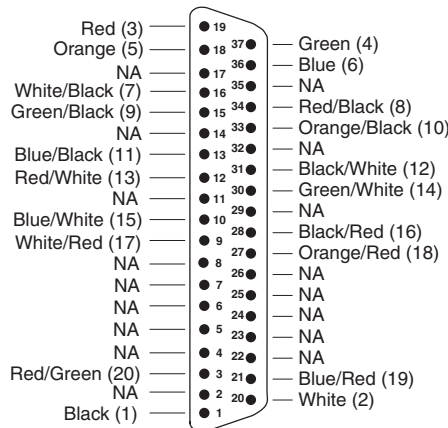 Red (3) 19
37 Green (4)
Orange (5) 18
36 Blue (6)
NA 17
35 NA
White/Black (7) 16
34 Red/Black (8)
Green/Black (9) 15
33 Orange/Black (10)
NA 14
32 NA
Blue/Black (11) 13
31 Black/White (12)
Red/White (13) 12
30 Green/White (14)
NA 11
29 NA
Blue/White (15) 10
28 Black/Red (16)
White/Red (17) 9
27 Orange/Red (18)
NA 8
26 NA
NA 7
25 NA
NA 6
24 NA
NA 5
23 NA
NA 4
22 NA
Red/Green (20) 3
21 Blue/Red (19)
NA 2
20 White (2)
Black (1) 1